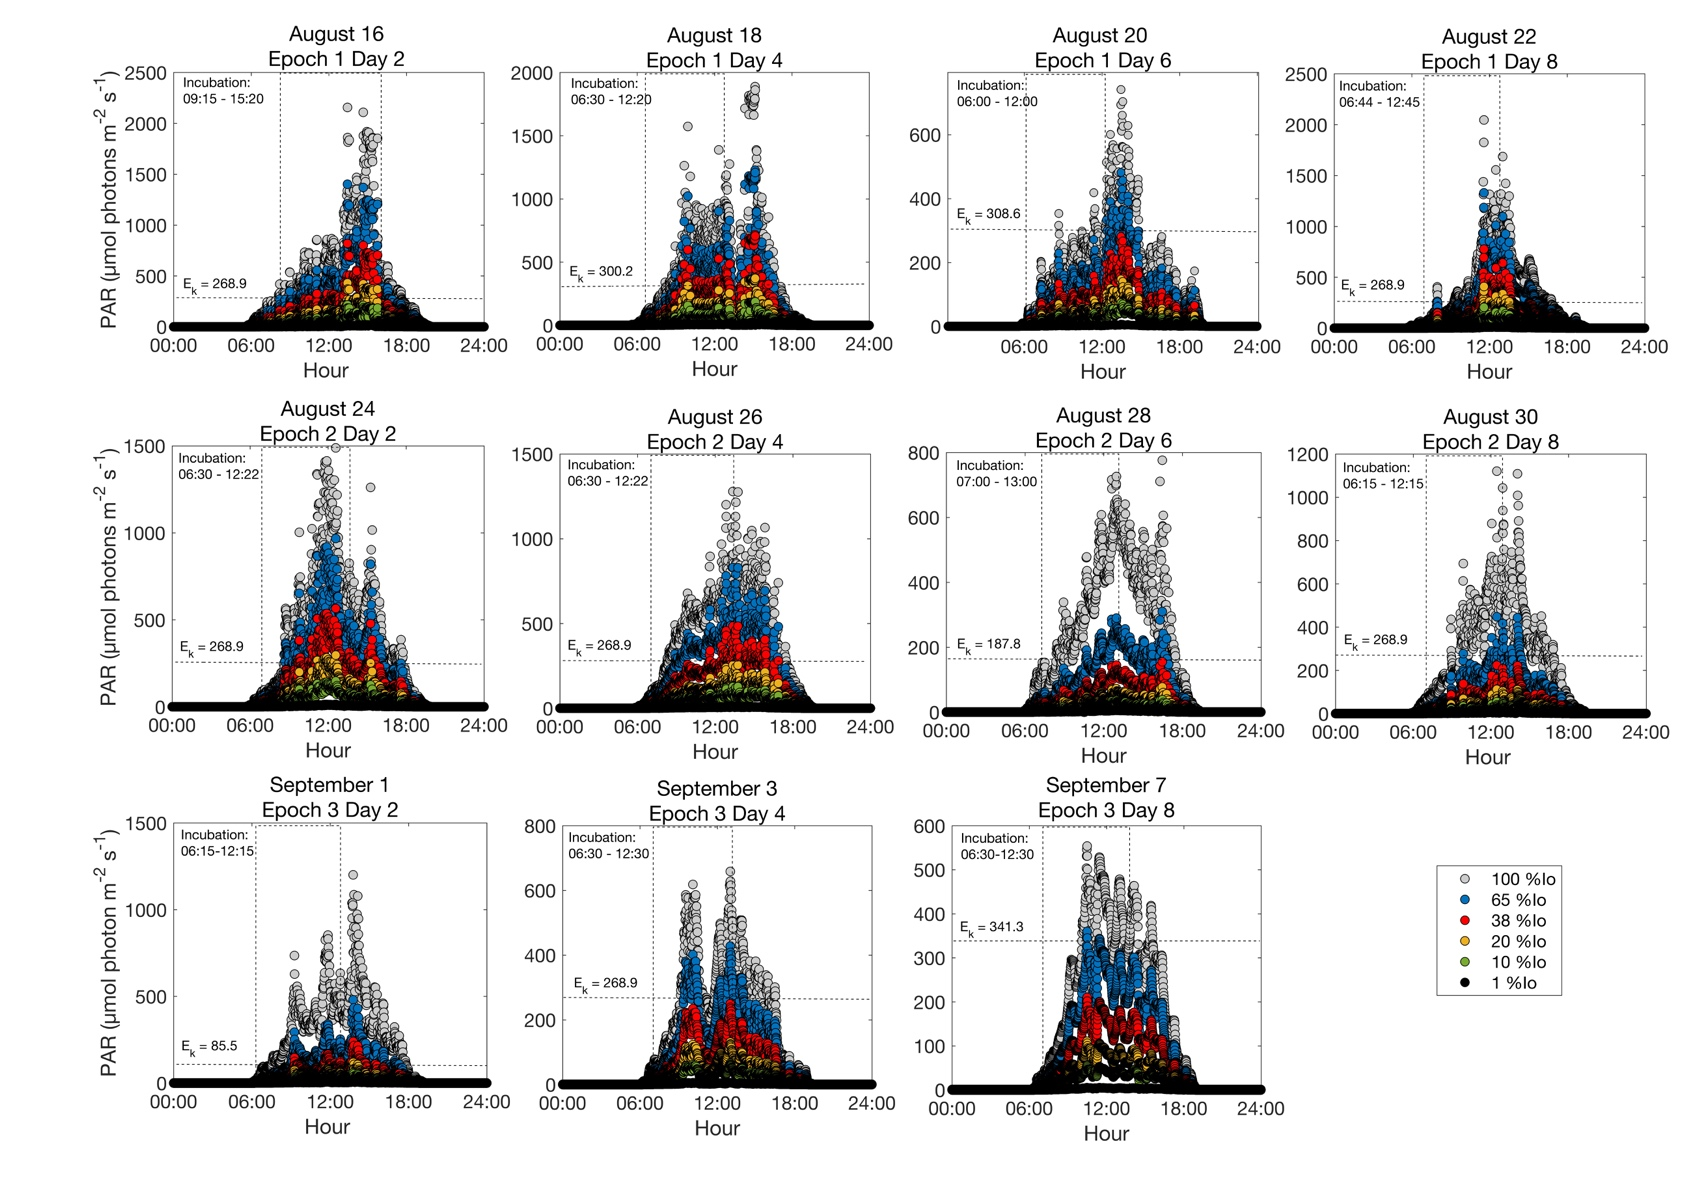 August 16
Epoch 1 Day 2
Incubation:
09:15 - 15:20
Ek = 268.9
PAR (µmol photons m-2 s-1)
2500
2000
1500
1000
500
0
00:00 06:00 12:00 18:00 24:00
Hour
August 18
Epoch 1 Day 4
Incubation:
06:30 - 12:20
Ek = 300.2
2000
1500
1000
500
0
00:00 06:00 12:00 18:00 24:00
Hour
August 20
Epoch 1 Day 6
Incubation:
06:00 - 12:00
Ek = 308.6
600
400
200
0
06:00 12:00 18:00 24:00
Hour
August 22
Epoch 1 Day 8
Incubation:
06:44 - 12:45
Ek = 268.9
2500
2000
1500
1000
500
0
00:00 06:00 12:00 18:00 24:00
Hour
August 24
Epoch 2 Day 2
Incubation:
06:30 - 12:22
Ek = 268.9
PAR (µmol photons m-2 s-1)
1500
1000
500
0
00:00 06:00 12:00 18:00 24:00
Hour
August 26
Epoch 2 Day 4
Incubation:
06:30 - 12:22
Ek = 268.9
1500
1000
500
0
00:00 06:00 12:00 18:00 24:00
Hour
August 28
Epoch 2 Day 6
Incubation:
07:00 - 13:00
Ek = 187.8
800
600
400
200
0
00:00 06:00 12:00 18:00 24:00
Hour
August 30
Epoch 2 Day 8
Incubation:
06:15 - 12:15
Ek = 268.9
1200
1000
800
600
400
200
0
00:00 06:00 12:00 18:00 24:00
Hour
September 1
Epoch 3 Day 2
Incubation:
06:15-12:15
Ek = 85.5
PAR (µmol photon m-2 s-1)
1500
1000
500
0
00:00 06:00 12:00 18:00 24:00
Hour
September 3
Epoch 3 Day 4
Incubation:
06:30 - 12:30
Ek = 268.9
800
600
400
200
0
00:00 06:00 12:00 18:00 24:00
Hour
September 7
Epoch 3 Day 8
Incubation:
06:30-12:30
Ek = 341.3
600
500
400
300
200
100
0
00:00 06:00 12:00 18:00 24:00
Hour
100 %Io
65 %Io
38 %Io
20 %Io
10 %Io
1 %Io